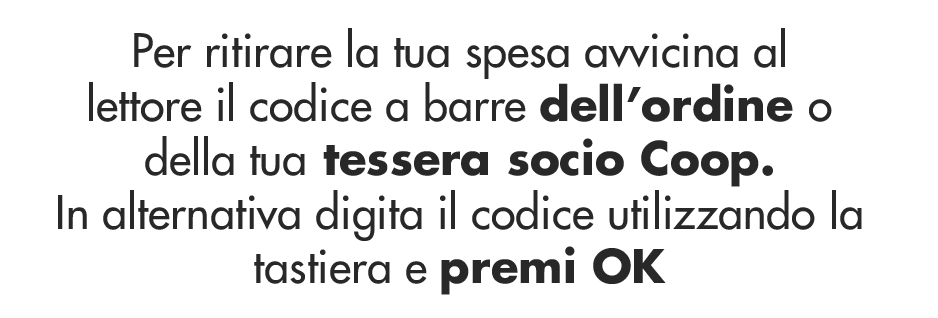 Per ritirare la tua spesa avvicina al
lettore il codice a barre dell’ordine o
della tua tessera socio Coop.
In alternativa digita il codice utilizzando la
tastiera e premi OK